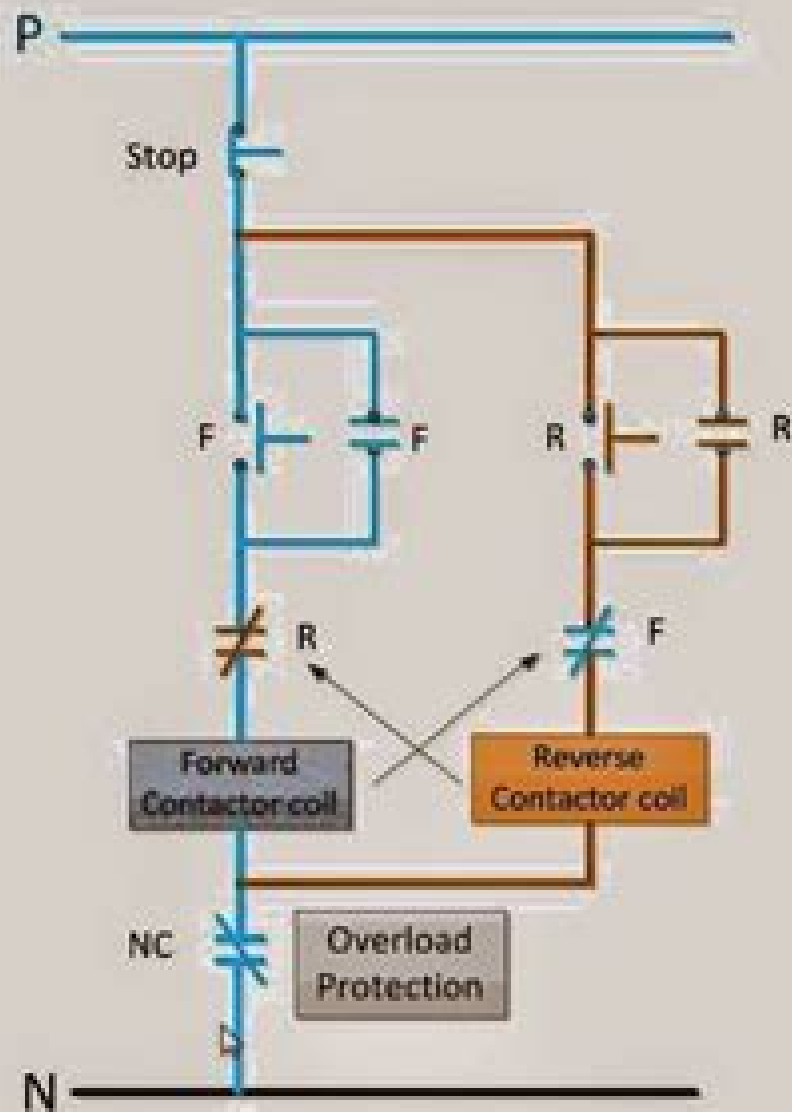 P
Stop
F
F
R
R
R
F
Forward
Contactor coil
Reverse
Contactor coil
NC
Overload
Protection
N